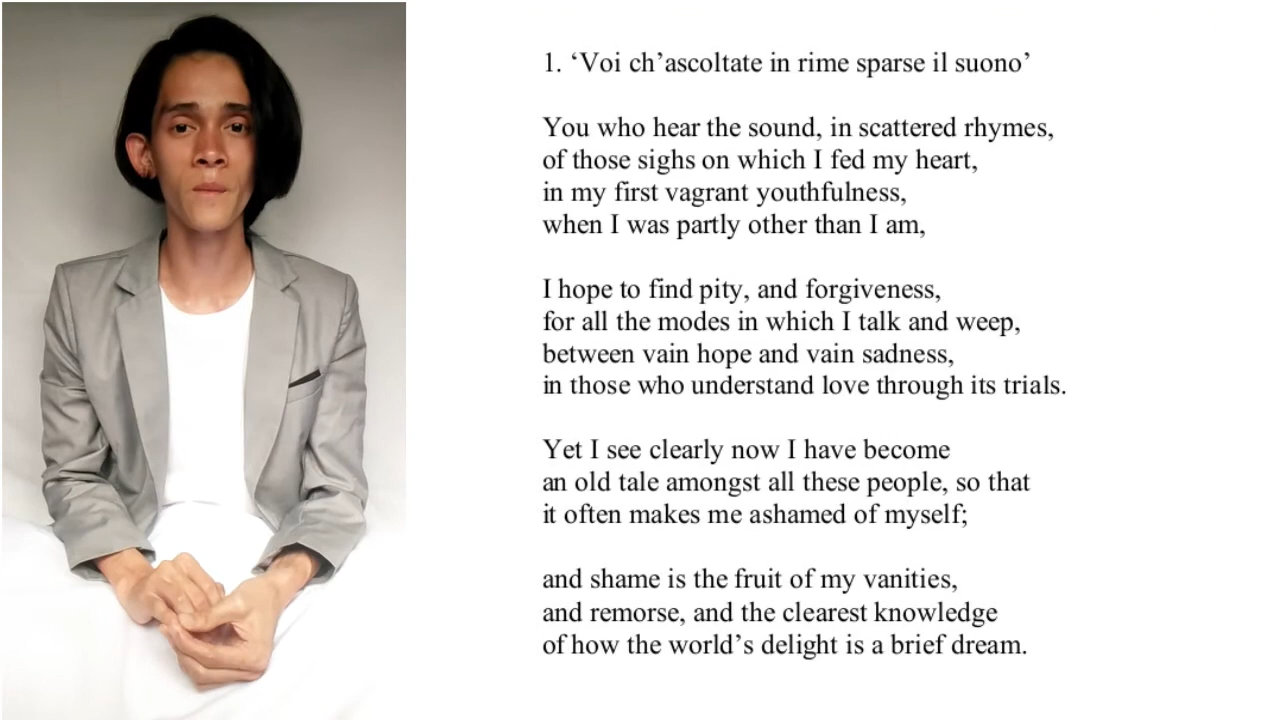 1. ‘Voi ch’ascoltate in rime sparse il suono’
You who hear the sound, in scattered rhymes,
of those sighs on which I fed my heart,
in my first vagrant youthfulness,
when I was partly other than I am,
I hope to find pity, and forgiveness,
for all the modes in which I talk and weep,
between vain hope and vain sadness,
in those who understand love through its trials.
Yet I see clearly now I have become
an old tale amongst all these people, so that
it often makes me ashamed of myself;
and shame is the fruit of my vanities,
and remorse, and the clearest knowledge
of how the world’s delight is a brief dream.